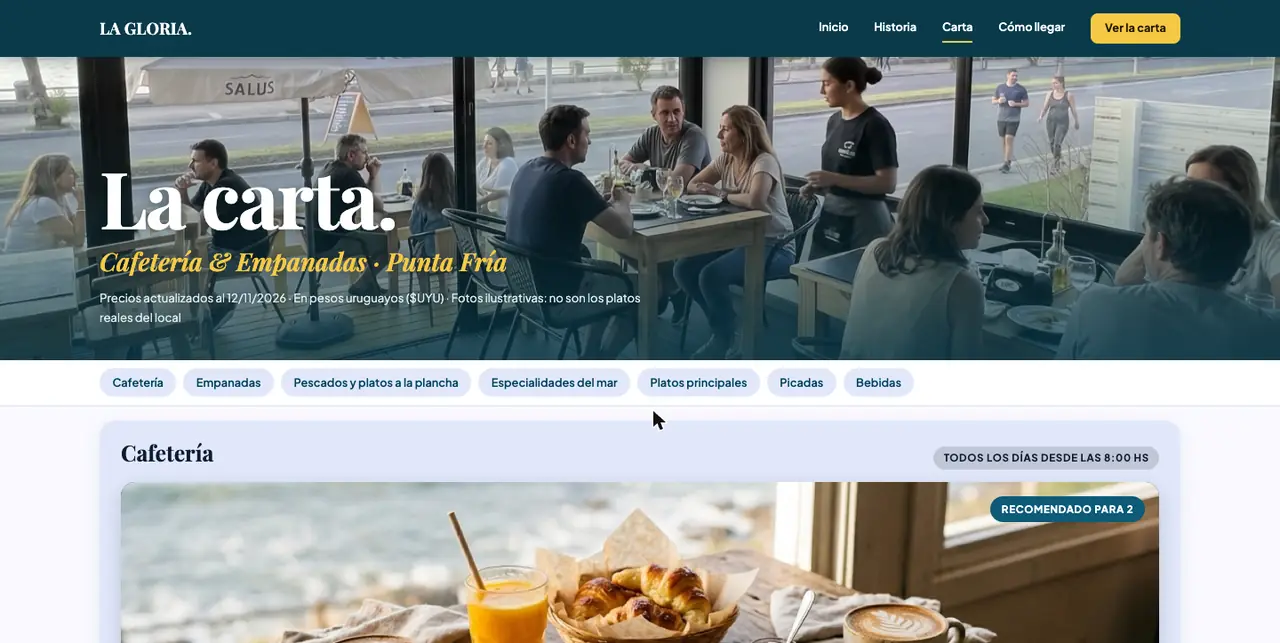 LA GLORIA.
Inicio
Historia
Carta
Cómo llegar
Ver la carta
SALUS
La carta.
Cafetería & Empanadas · Punta Fría
Precios actualizados al 12/11/2026 · En pesos uruguayos ($UYU) · Fotos ilustrativas: no son los platos
reales del local
Cafetería
Empanadas
Pescados y platos a la plancha
Especialidades del mar
Platos principales
Picadas
Bebidas
Cafetería
TODOS LOS DÍAS DESDE LAS 8:00 HS
RECOMENDADO PARA 2